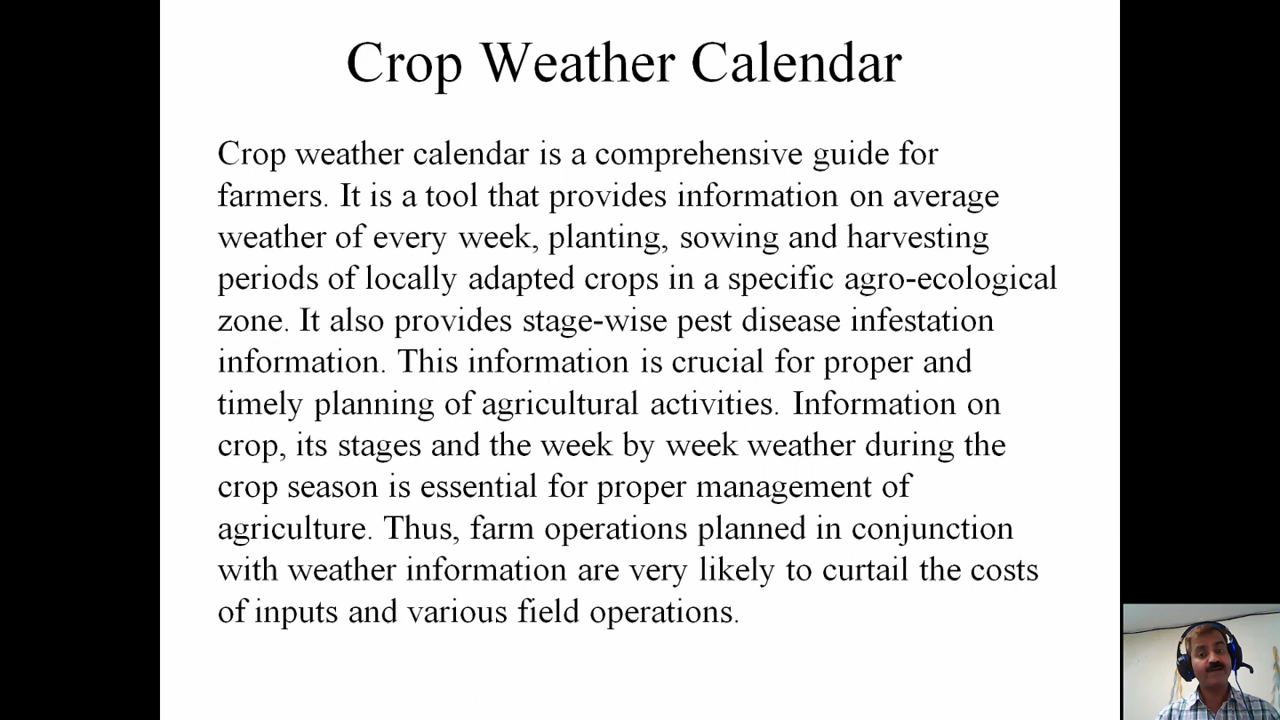 Crop Weather Calendar
Crop weather calendar is a comprehensive guide for
farmers. It is a tool that provides information on average
weather of every week, planting, sowing and harvesting
periods of locally adapted crops in a specific agro-ecological
zone. It also provides stage-wise pest disease infestation
information. This information is crucial for proper and
timely planning of agricultural activities. Information on
crop, its stages and the week by week weather during the
crop season is essential for proper management of
agriculture. Thus, farm operations planned in conjunction
with weather information are very likely to curtail the costs
of inputs and various field operations.